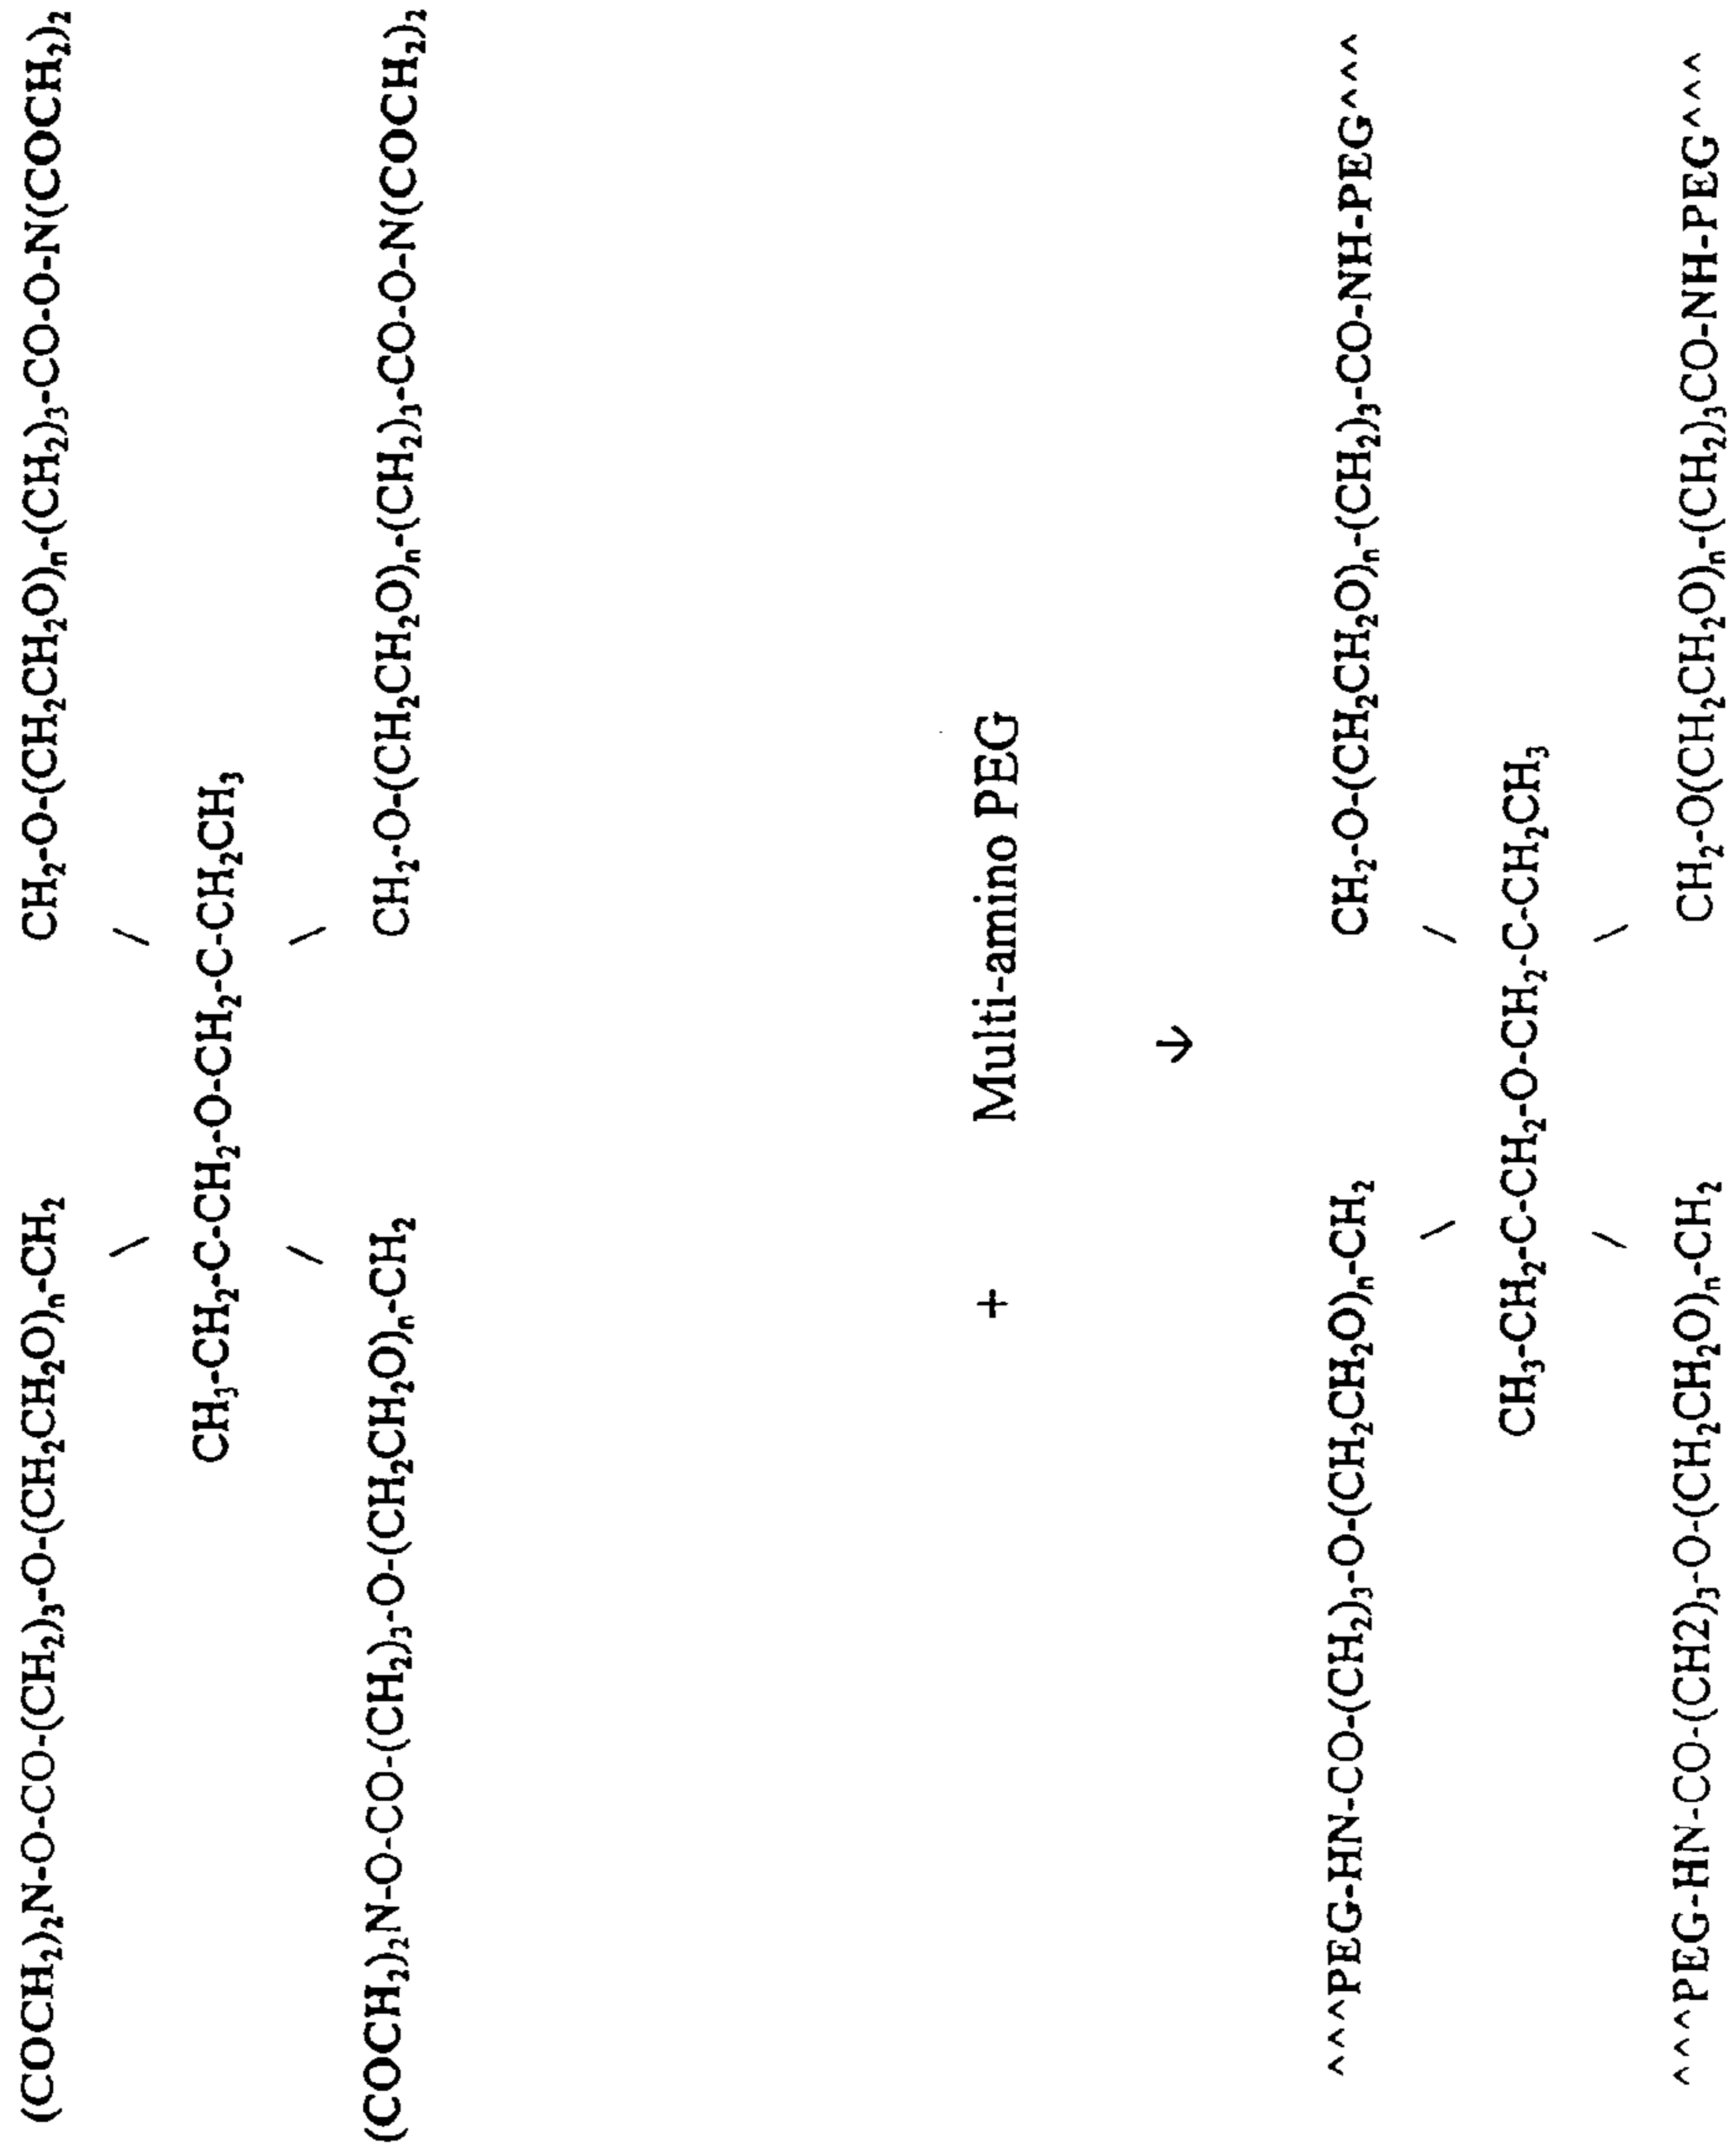 (COCH₂)₂N-O-CO-CO-(CH₂)₃-O-(CH₂CH₂O)ₙ-CH₂ CH₂-O-(CH₂CH₂O)ₙ-(CH₂)₃-CO-O-N(COCH₂)₂
\ /
CH₃-CH₂-C-CH₂-O-CH₂-C-CH₂CH₃
/ \
(COCH₂)₂N-O-CO-(CH₂)₃-O-(CH₂CH₂O)ₙ-CH₂ CH₂-O-(CH₂CH₂O)ₙ-(CH₂)₃-CO-O-N(COCH₂)₂
+ Multi-amino PEG
↓
^^^PEG-HN-CO-(CH₂)₃-O-(CH₂CH₂O)ₙ-CH₂ CH₂-O-(CH₂CH₂O)ₙ-(CH₂)₃-CO-NH-PEG^^^
\ /
CH₃-CH₂-C-CH₂-O-CH₂-C-CH₂CH₃
/ \
^^^PEG-HN-CO-(CH2)₃-O-(CH₂CH₂O)ₙ-CH₂ CH₂-O(CH₂CH₂O)ₙ-(CH₂)₃CO-NH-PEG^^^